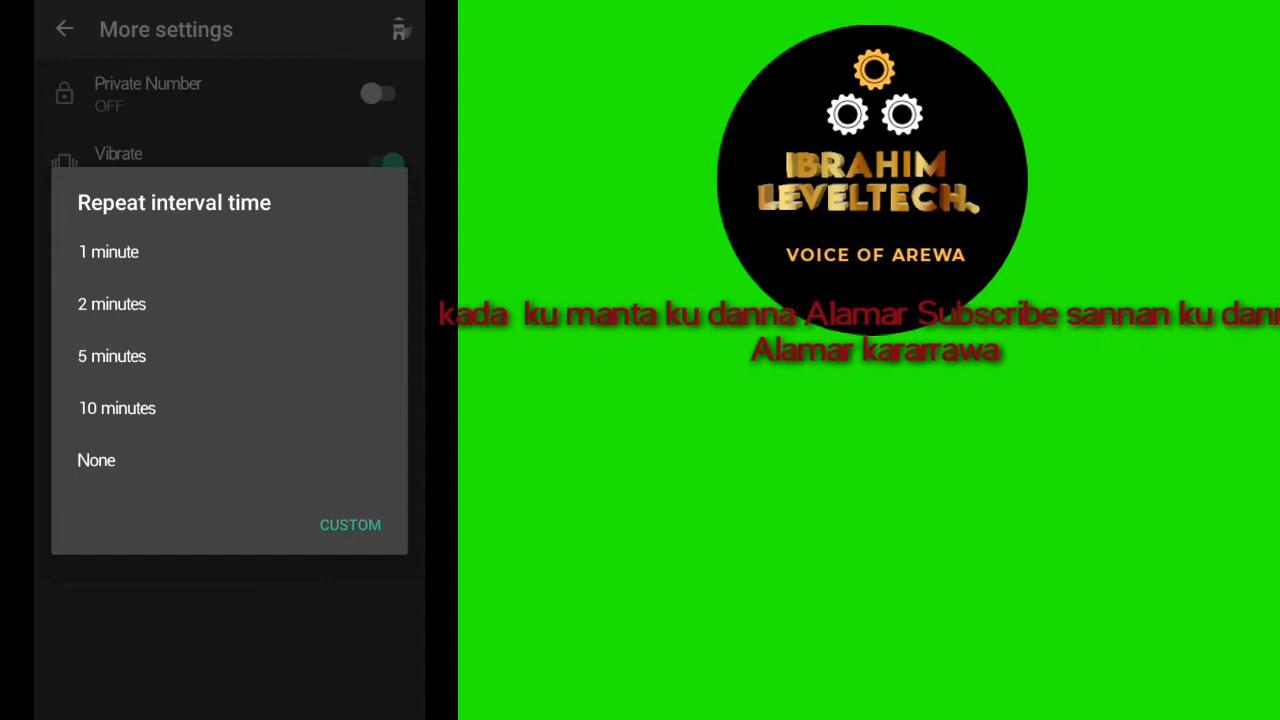 More settings
Private Number
OFF
Vibrate
Repeat interval time
1 minute
2 minutes
5 minutes
10 minutes
None
CUSTOM
IBRAHIM
LEVELTECH.
VOICE OF AREWA
kada ku manta ku danna Alamar Subscribe sannan ku
Alamar kararrawa